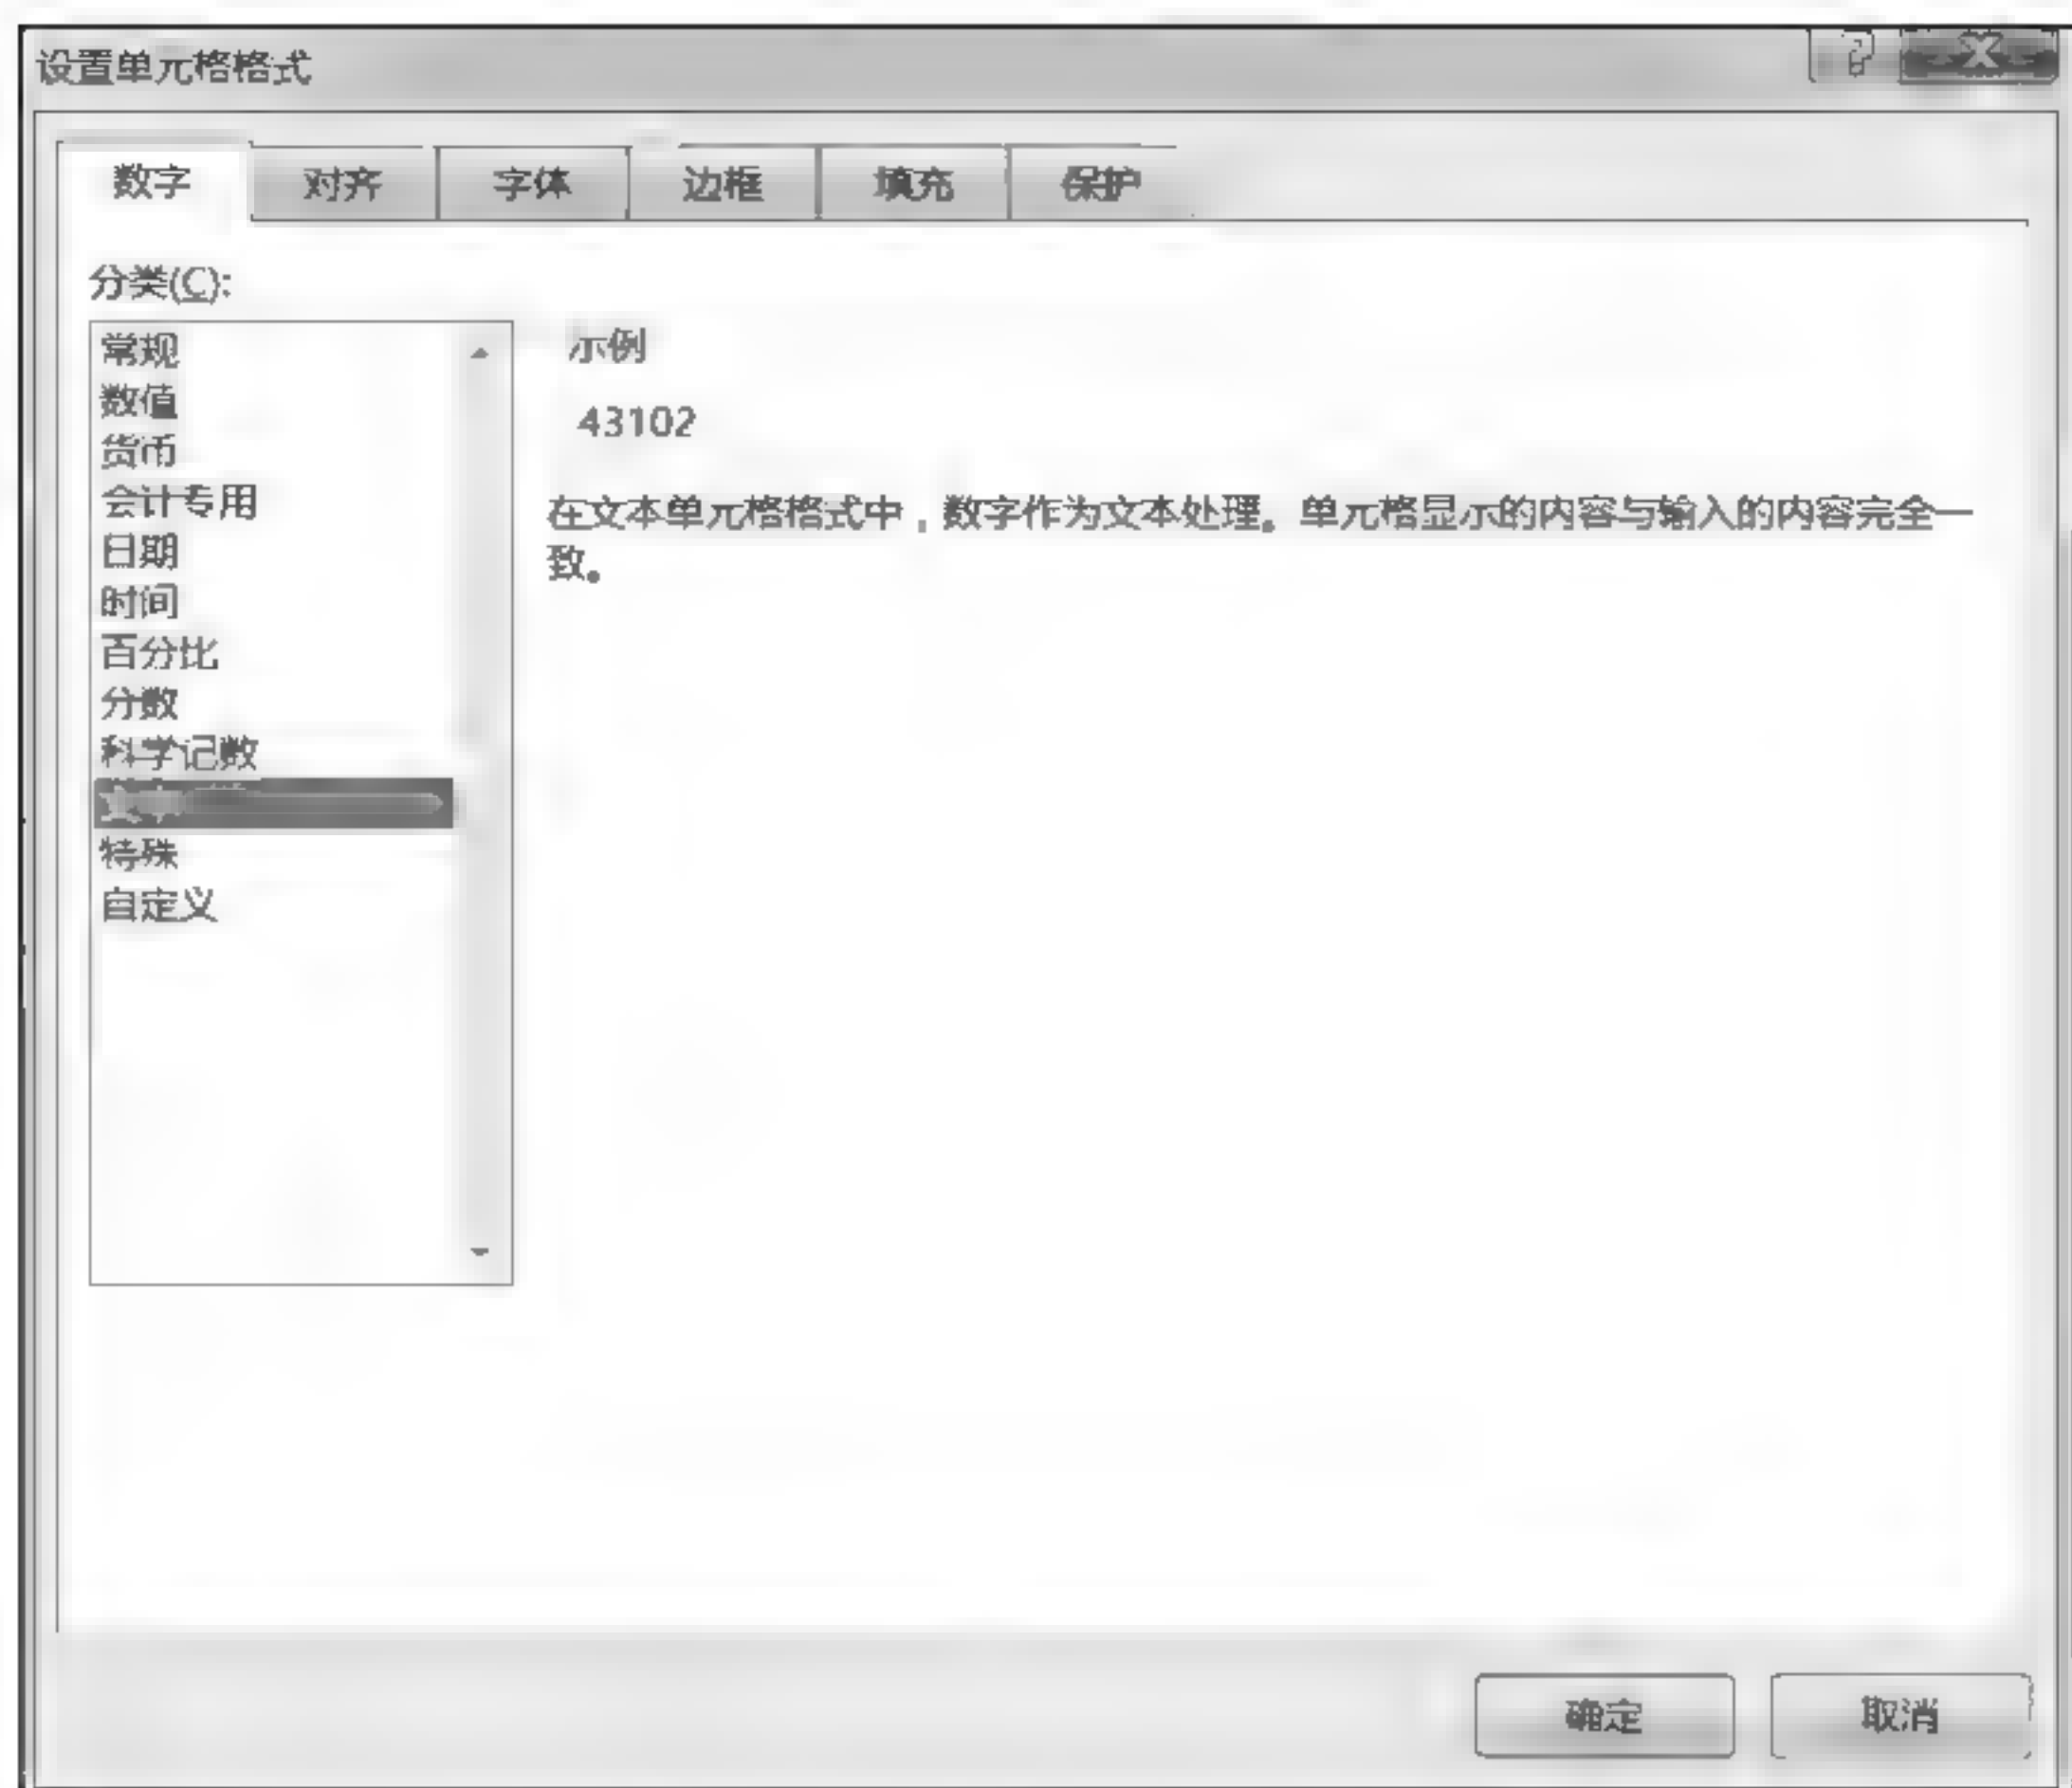 设置单元格格式
数字 对齐 字体 边框 填充 保护
分类(C):
常规
数值
货币
会计专用
日期
时间
百分比
分数
科学记数
特殊
自定义
示例
43102
在文本单元格格式中，数字作为文本处理。单元格显示的内容与输入的内容完全一
致。
确定 取消